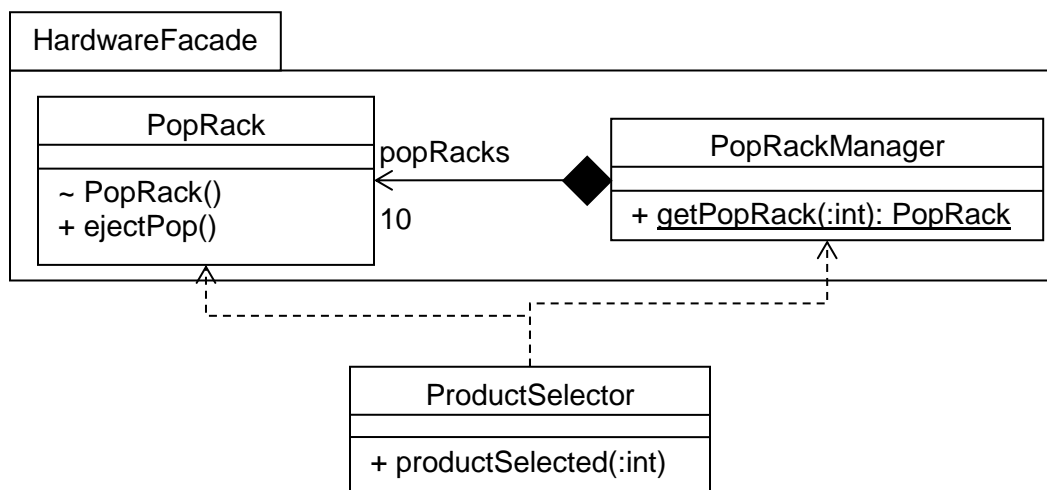 HardwareFacade
PopRack
~ PopRack()
+ ejectPop()
popRacks
10
PopRackManager
+ getPopRack(:int): PopRack
ProductSelector
+ productSelected(:int)